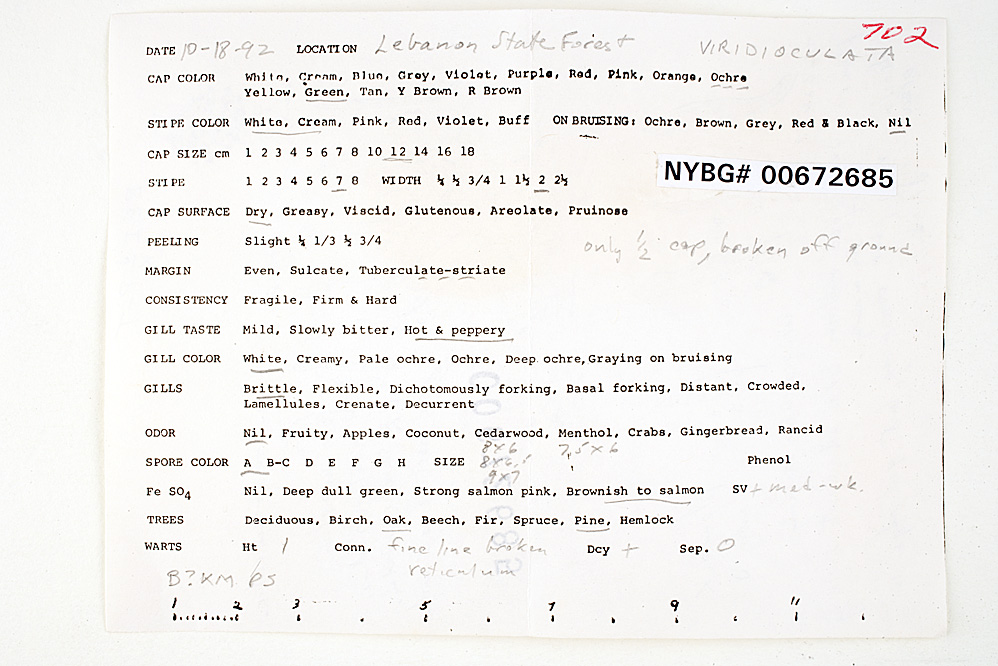 702
DATE 10-18-92 LOCATION Lebanon State Forest VIRIDIOCULATA
CAP COLOR White, Cream, Blue, Grey, Violet, Purple, Red, Pink, Orange, Ochre
Yellow, Green, Tan, Y Brown, R Brown
STIPE COLOR White, Cream, Pink, Red, Violet, Buff ON BRUISING: Ochre, Brown, Grey, Red & Black, Nil
CAP SIZE cm 1 2 3 4 5 6 7 8 10 12 14 16 18
STIPE 1 2 3 4 5 6 7 8 WIDTH ¼ ½ 3/4 1 1½ 2 2½
NYBG# 00672685
CAP SURFACE Dry, Greasy, Viscid, Glutenous, Areolate, Pruinose
PEELING Slight ¼ 1/3 ½ 3/4
only ½ cap, broken off ground
MARGIN Even, Sulcate, Tuberculate-striate
CONSISTENCY Fragile, Firm & Hard
GILL TASTE Mild, Slowly bitter, Hot & peppery
GILL COLOR White, Creamy, Pale ochre, Ochre, Deep ochre, Graying on bruising
GILLS Brittle, Flexible, Dichotomously forking, Basal forking, Distant, Crowded,
Lamellules, Crenate, Decurrent
ODOR Nil, Fruity, Apples, Coconut, Cedarwood, Menthol, Crabs, Gingerbread, Rancid
8x6 7,5x6
SPORE COLOR A B-C D E F G H SIZE 8x6 Phenol
9x7
Fe SO4 Nil, Deep dull green, Strong salmon pink, Brownish to salmon SV + med-wk.
TREES Deciduous, Birch, Oak, Beech, Fir, Spruce, Pine, Hemlock
WARTS Ht 1 Conn. fine line broken Dcy + Sep. 0
reticulum
B?KM ps
1 2 3 5 7 9 11